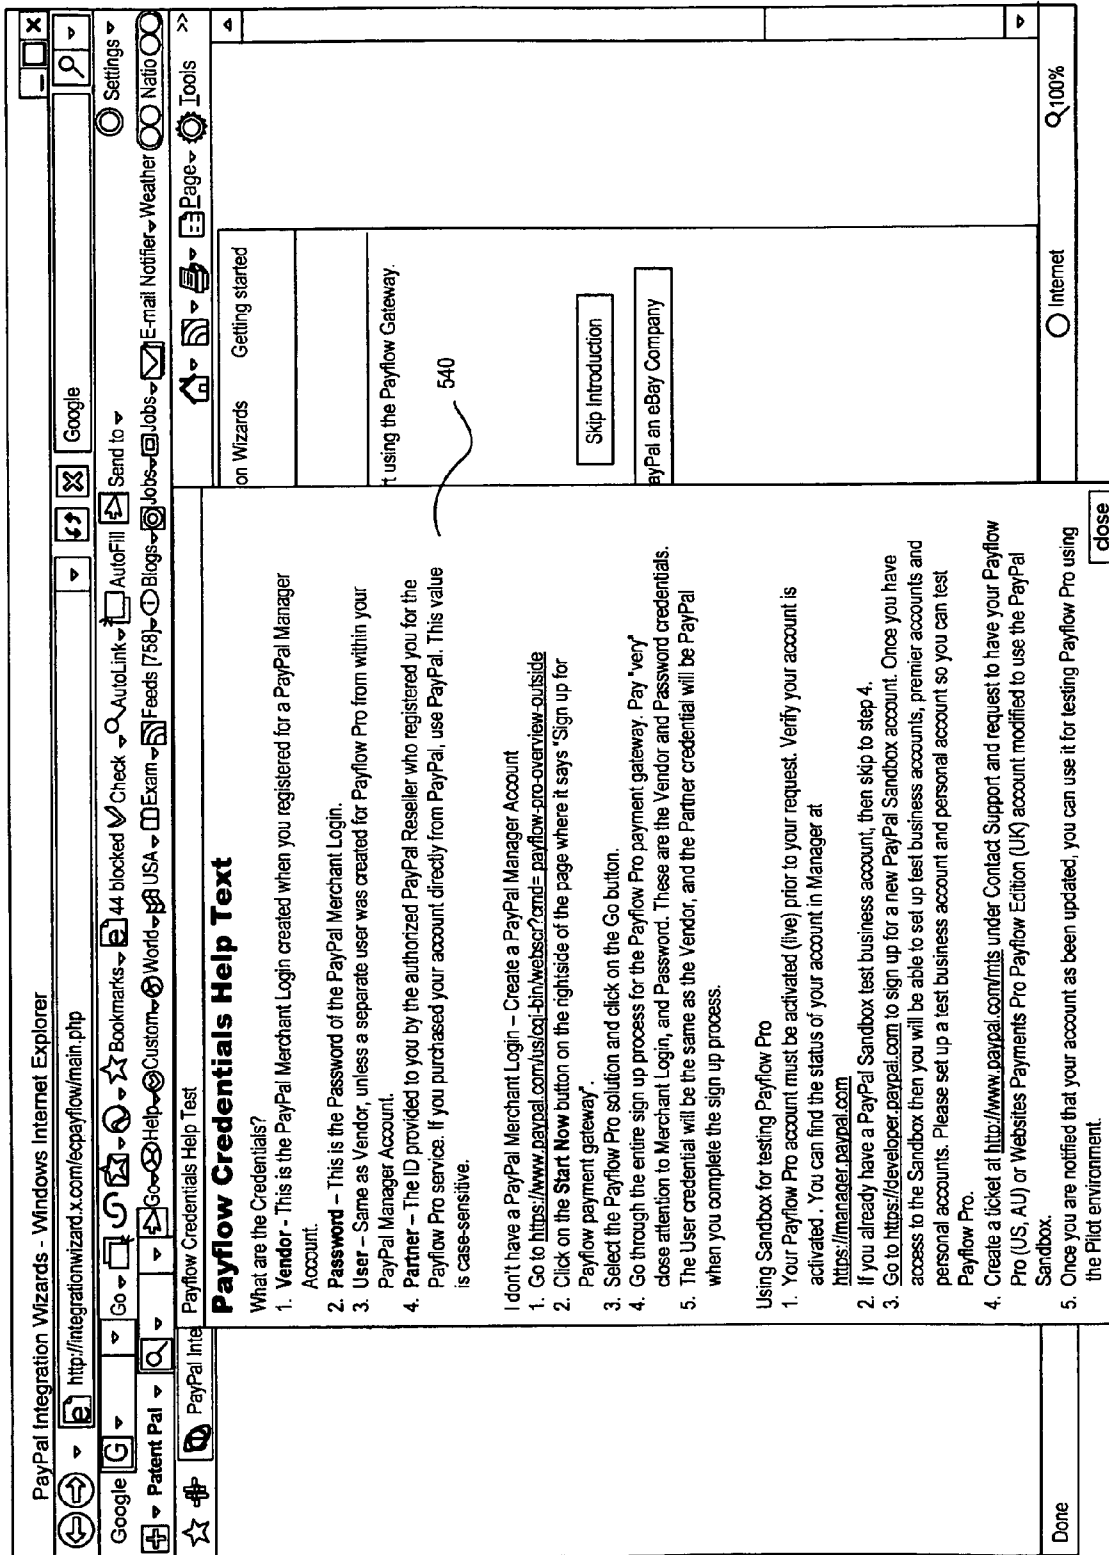 PayPal Integration Wizards - Windows Internet Explorer
http://integrationwizard.x.com/ecpayflow/main.php
Google
Google G Go Bookmarks 44 blocked Check AutoLink AutoFill Send to Settings
Patent Pal Go Help Custom World USA Exam Feeds [758] Blogs Jobs Jobs E-mail Notifier Weather Natio
PayPal Inte
Page Tools >>
Payflow Credentials Help Test
Payflow Credentials Help Text
What are the Credentials?
1. Vendor - This is the PayPal Merchant Login created when you registered for a PayPal Manager
Account.
2. Password – This is the Password of the PayPal Merchant Login.
3. User – Same as Vendor, unless a separate user was created for Payflow Pro from within your
PayPal Manager Account.
4. Partner – The ID provided to you by the authorized PayPal Reseller who registered you for the
Payflow Pro service. If you purchased your account directly from PayPal, use PayPal. This value
is case-sensitive.
I don't have a PayPal Merchant Login – Create a PayPal Manager Account
1. Go to https://www.paypal.com/us/cgi-bin/webscr?cmd= payflow-pro-overview-outside
2. Click on the Start Now button on the rightside of the page where it says "Sign up for
Payflow payment gateway".
3. Select the Payflow Pro solution and click on the Go button.
4. Go through the entire sign up process for the Payflow Pro payment gateway. Pay "very"
close attention to Merchant Login, and Password. These are the Vendor and Password credentials.
5. The User credential will be the same as the Vendor, and the Partner credential will be PayPal
when you complete the sign up process.
Using Sandbox for testing Payflow Pro
1. Your Payflow Pro account must be activated (live) prior to your request. Verify your account is
activated . You can find the status of your account in Manager at
https://manager.paypal.com
2. If you already have a PayPal Sandbox test business account, then skip to step 4.
3. Go to https://developer.paypal.com to sign up for a new PayPal Sandbox account. Once you have
access to the Sandbox then you will be able to set up test business accounts, premier accounts and
personal accounts. Please set up a test business account and personal account so you can test
Payflow Pro.
4. Create a ticket at http://www.paypal.com/mts under Contact Support and request to have your Payflow
Pro (US, AU) or Websites Payments Pro Payflow Edition (UK) account modified to use the PayPal
Sandbox.
5. Once you are notified that your account as been updated, you can use it for testing Payflow Pro using
the Pilot environment.
close
on Wizards Getting started
t using the Payflow Gateway.
540
Skip Introduction
ayPal an eBay Company
Done Internet 100%